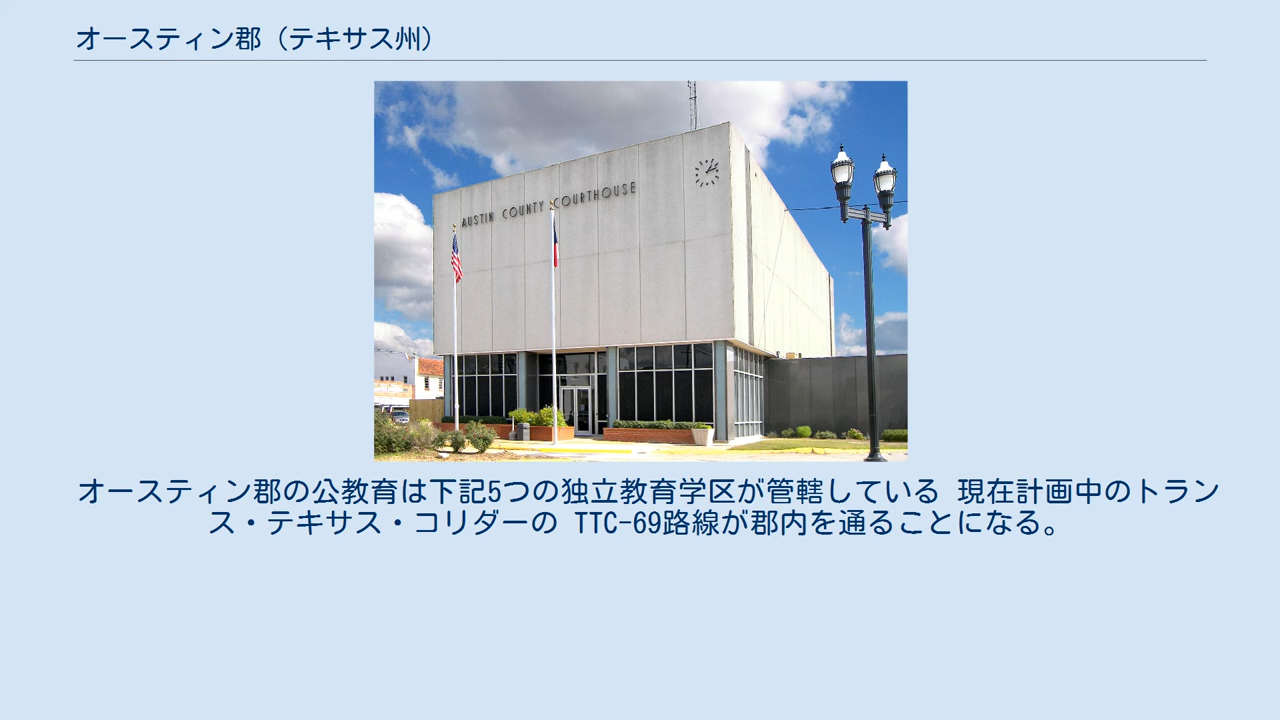 オースティン郡（テキサス州）
AUSTIN COUNTY COURTHOUSE
オースティン郡の公教育は下記5つの独立教育学区が管轄している 現在計画中のトラン
ス・テキサス・コリダーの TTC-69路線が郡内を通ることになる。